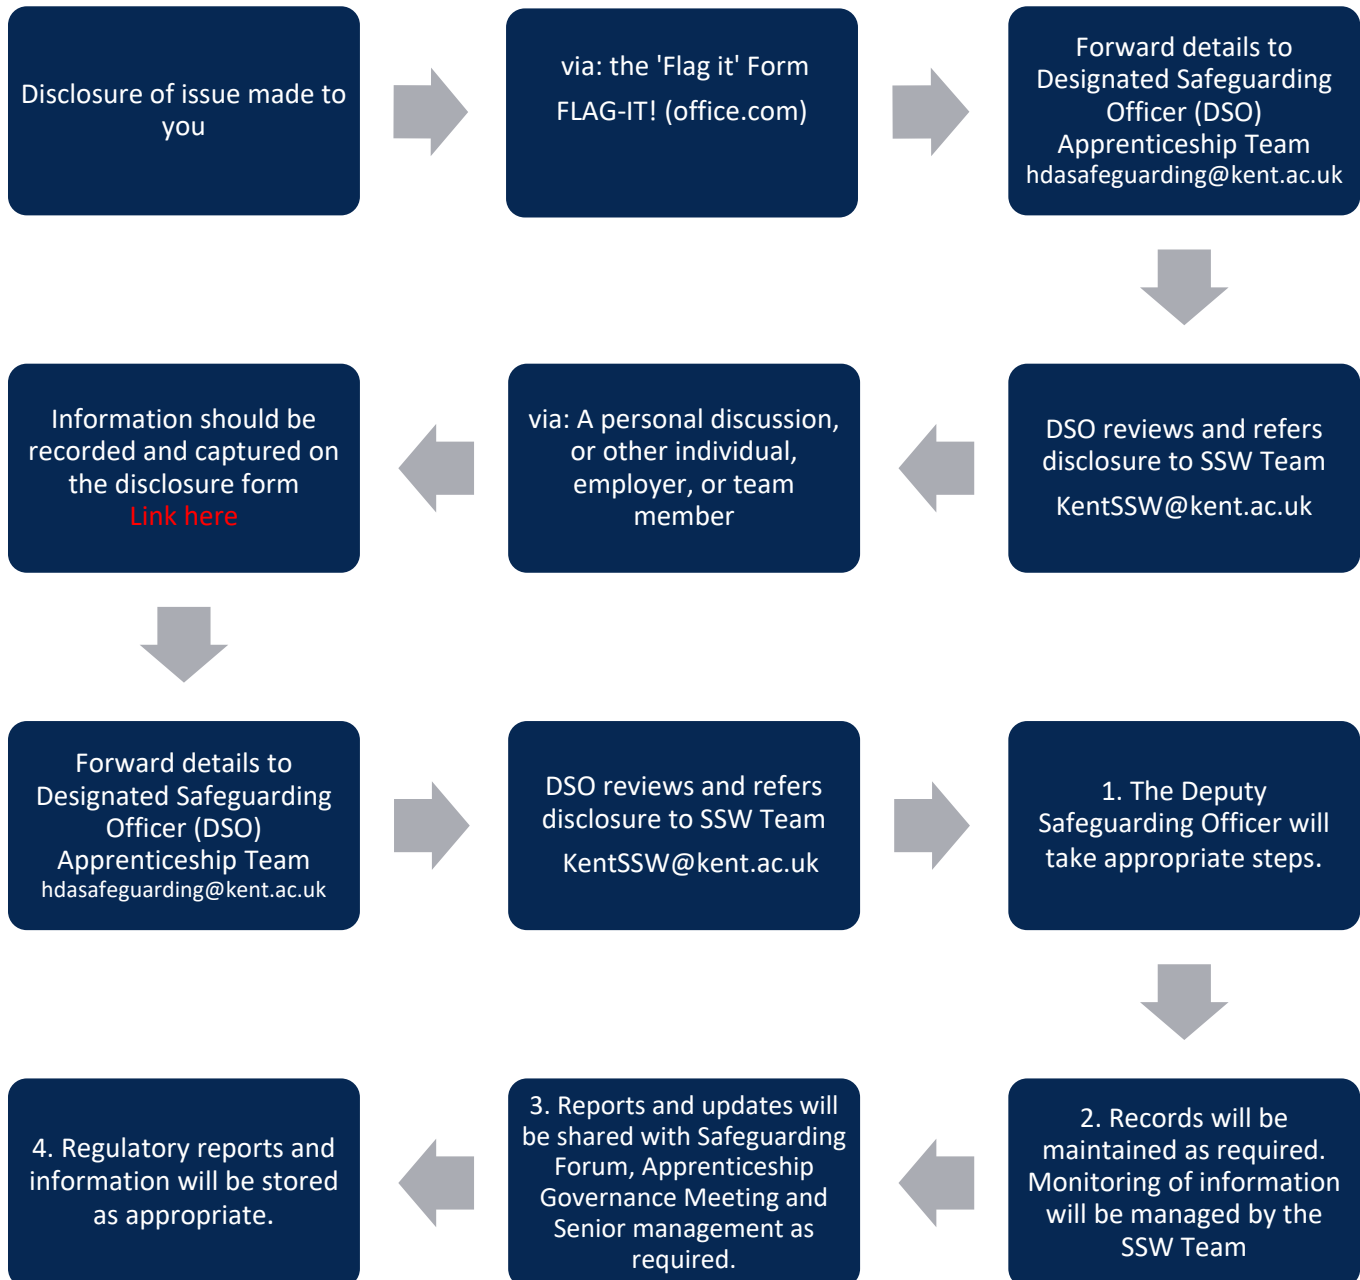 Disclosure of issue made to
you
via: the 'Flag it' Form
FLAG-IT! (office.com)
Forward details to
Designated Safeguarding
Officer (DSO)
Apprenticeship Team
hdasafeguarding@kent.ac.uk
DSO reviews and refers
disclosure to SSW Team
KentSSW@kent.ac.uk
via: A personal discussion,
or other individual,
employer, or team
member
Information should be
recorded and captured on
the disclosure form
Link here
Forward details to
Designated Safeguarding
Officer (DSO)
Apprenticeship Team
hdasafeguarding@kent.ac.uk
DSO reviews and refers
disclosure to SSW Team
KentSSW@kent.ac.uk
1. The Deputy
Safeguarding Officer will
take appropriate steps.
2. Records will be
maintained as required.
Monitoring of information
will be managed by the
SSW Team
3. Reports and updates will
be shared with Safeguarding
Forum, Apprenticeship
Governance Meeting and
Senior management as
required.
4. Regulatory reports and
information will be stored
as appropriate.